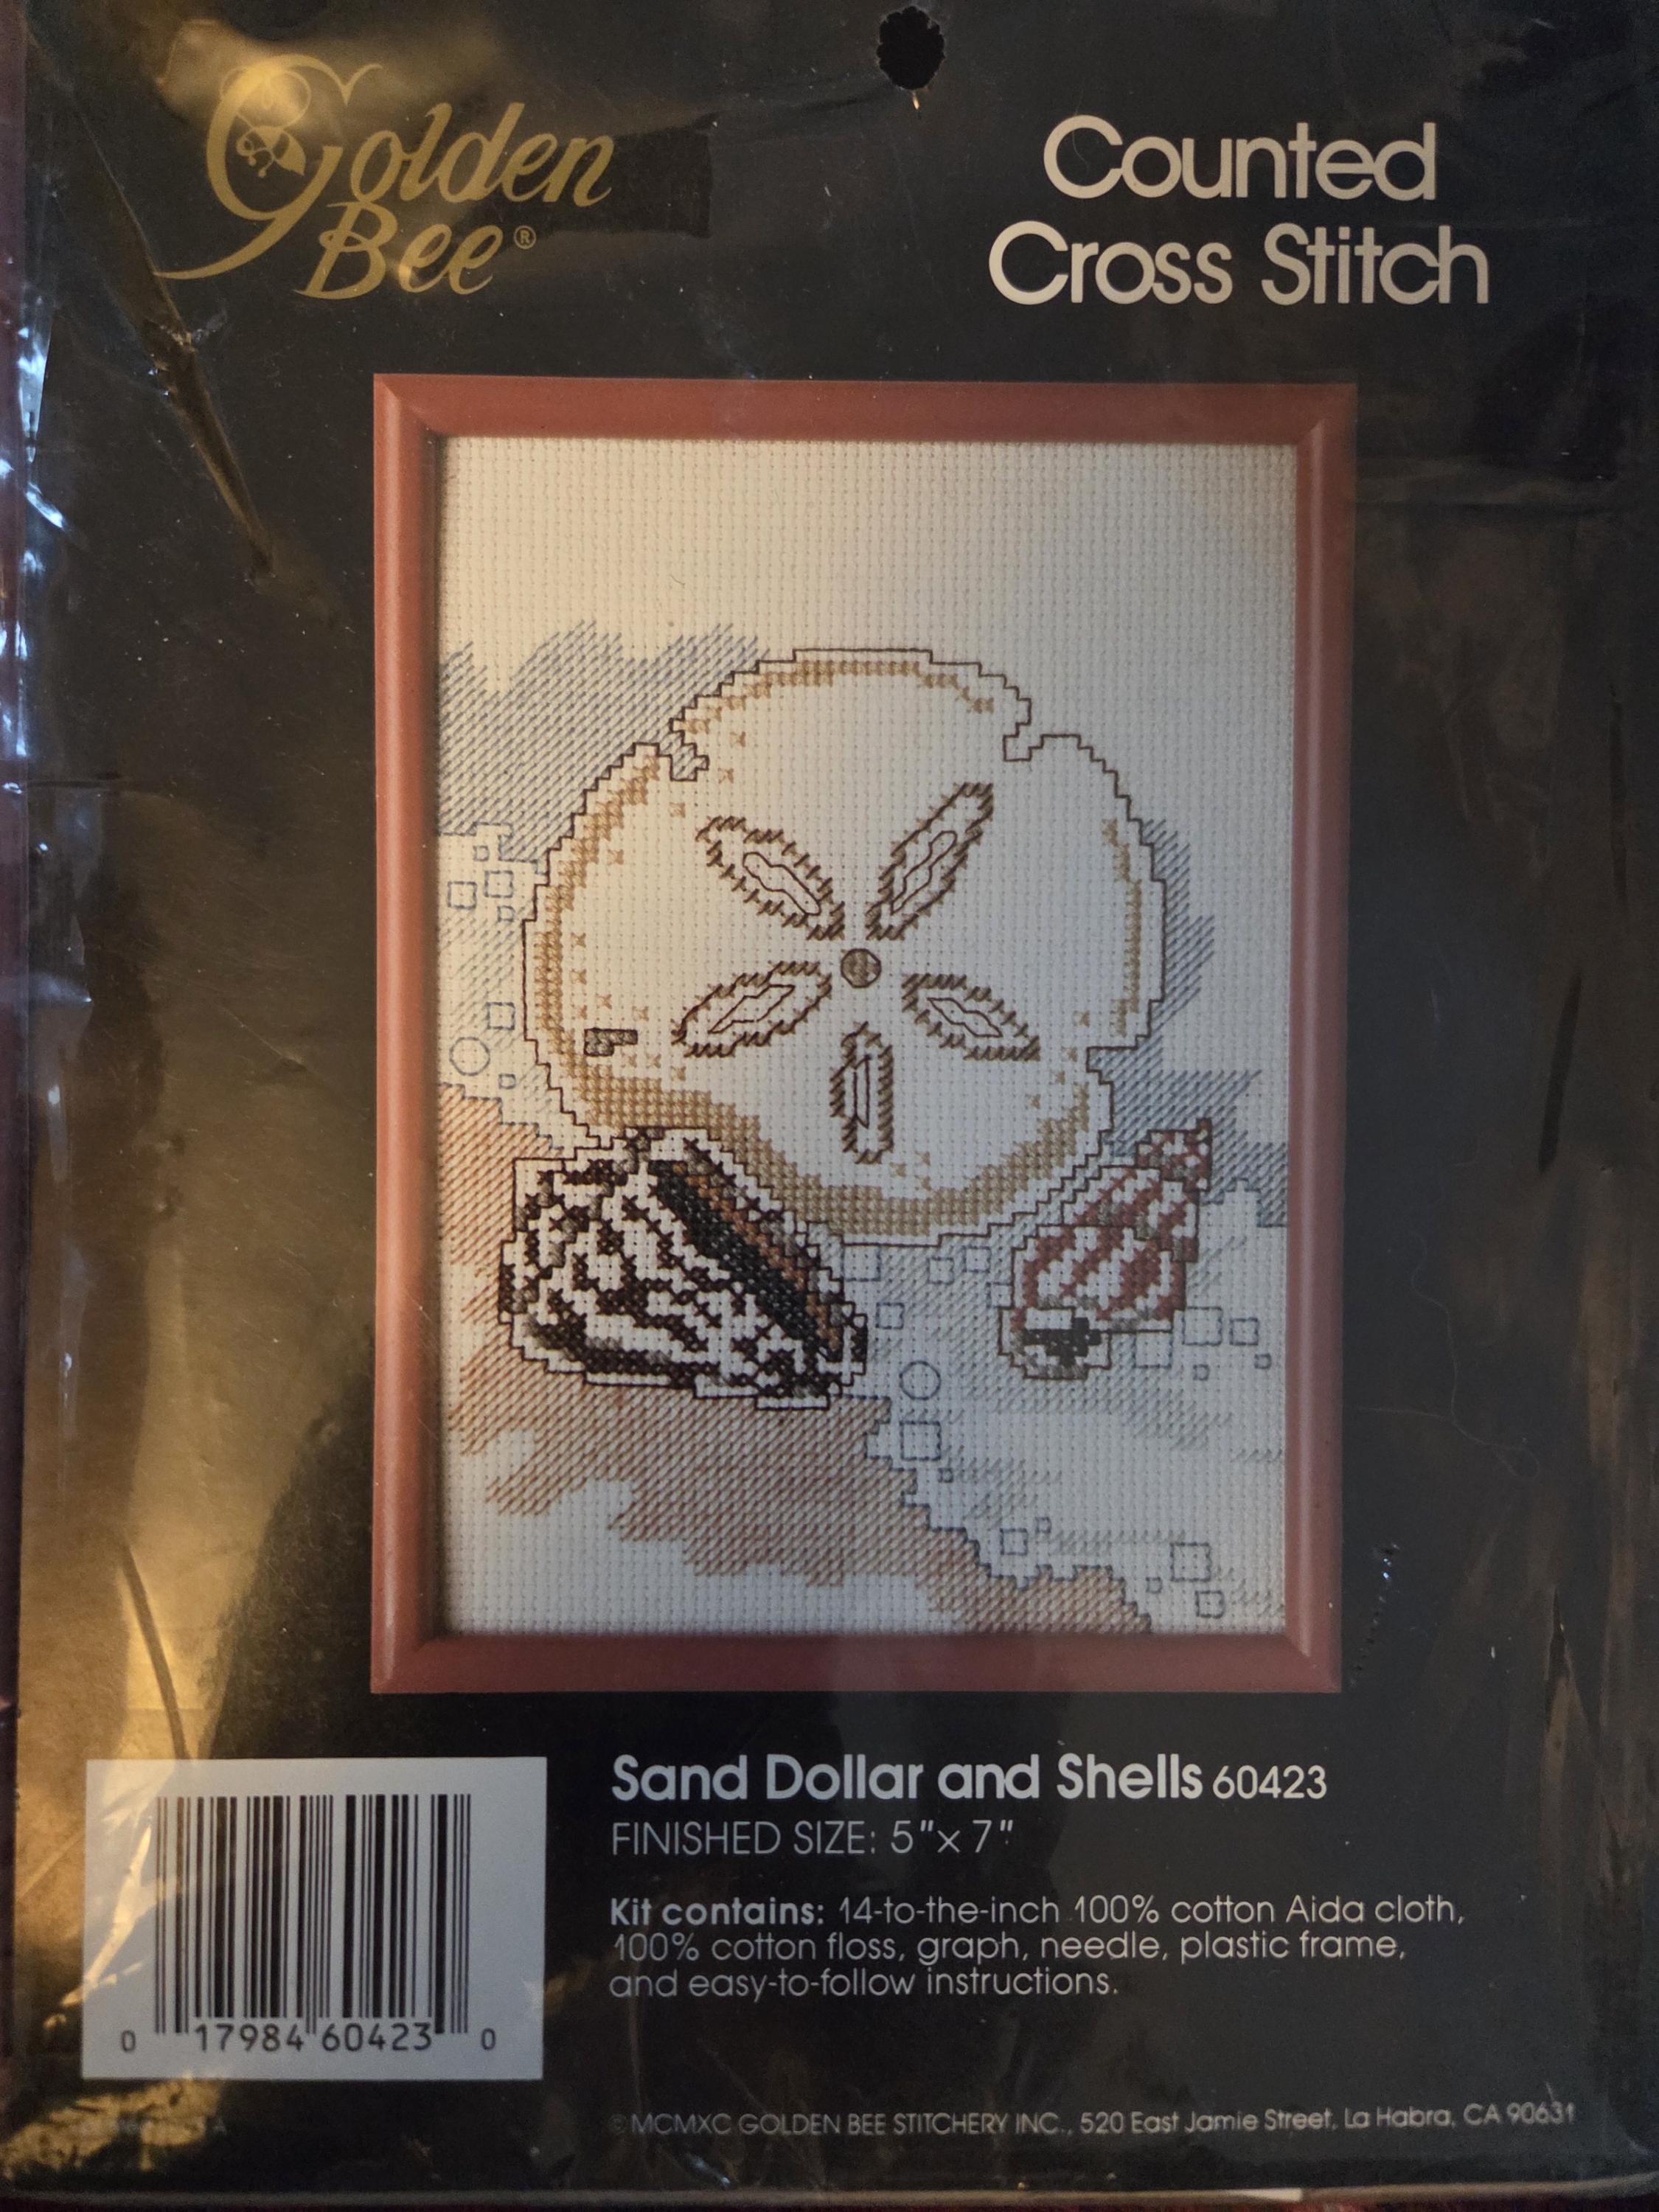 Golden
Bee®
Counted
Cross Stitch
Sand Dollar and Shells 60423
FINISHED SIZE: 5"x 7"
Kit contains: 14-to-the-inch 100% cotton Aida cloth,
100% cotton floss, graph, needle, plastic frame,
and easy-to-follow instructions.
0 17984 60423 0
©MCMXC GOLDEN BEE STITCHERY INC., 520 East Jamie Street, La Habra, CA 90631